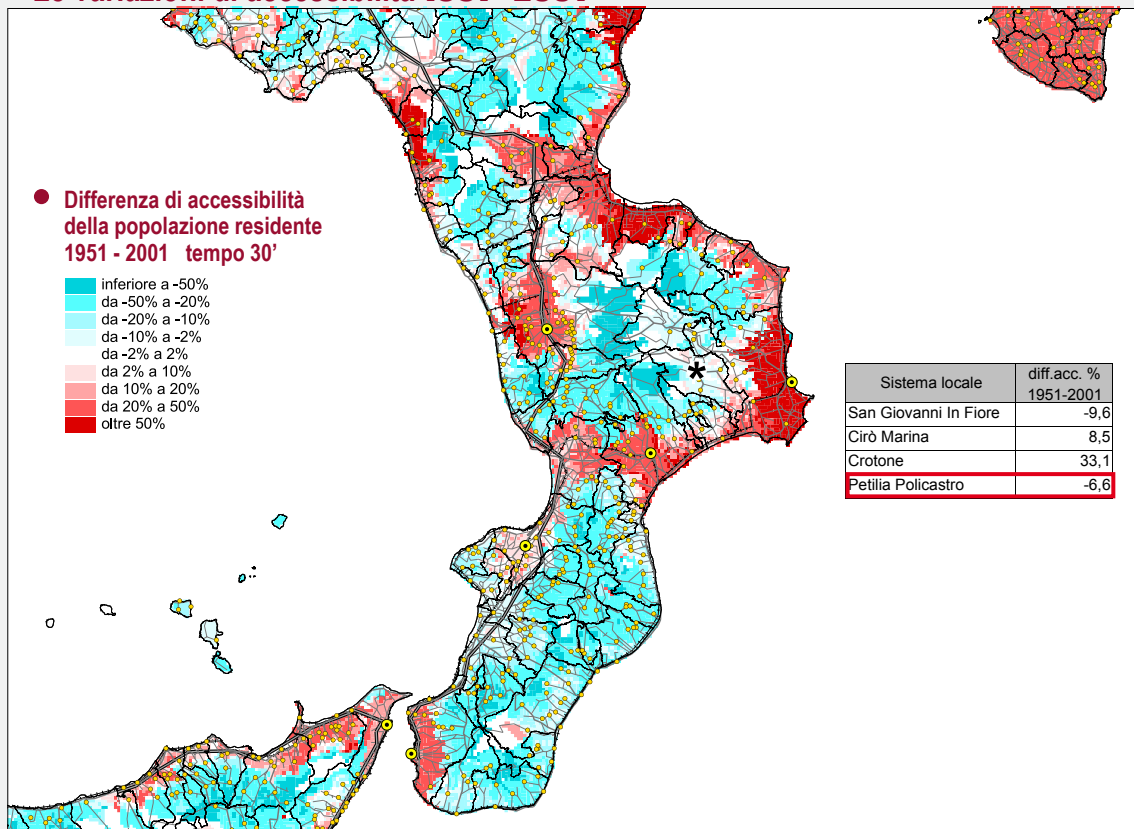 Differenza di accessibilità
della popolazione residente
1951 - 2001 tempo 30’
inferiore a -50%
da -50% a -20%
da -20% a -10%
da -10% a -2%
da -2% a 2%
da 2% a 10%
da 10% a 20%
da 20% a 50%
oltre 50%
Sistema locale diff.acc. %
1951-2001
San Giovanni In Fiore -9,6
Cirò Marina 8,5
Crotone 33,1
Petilia Policastro -6,6
*